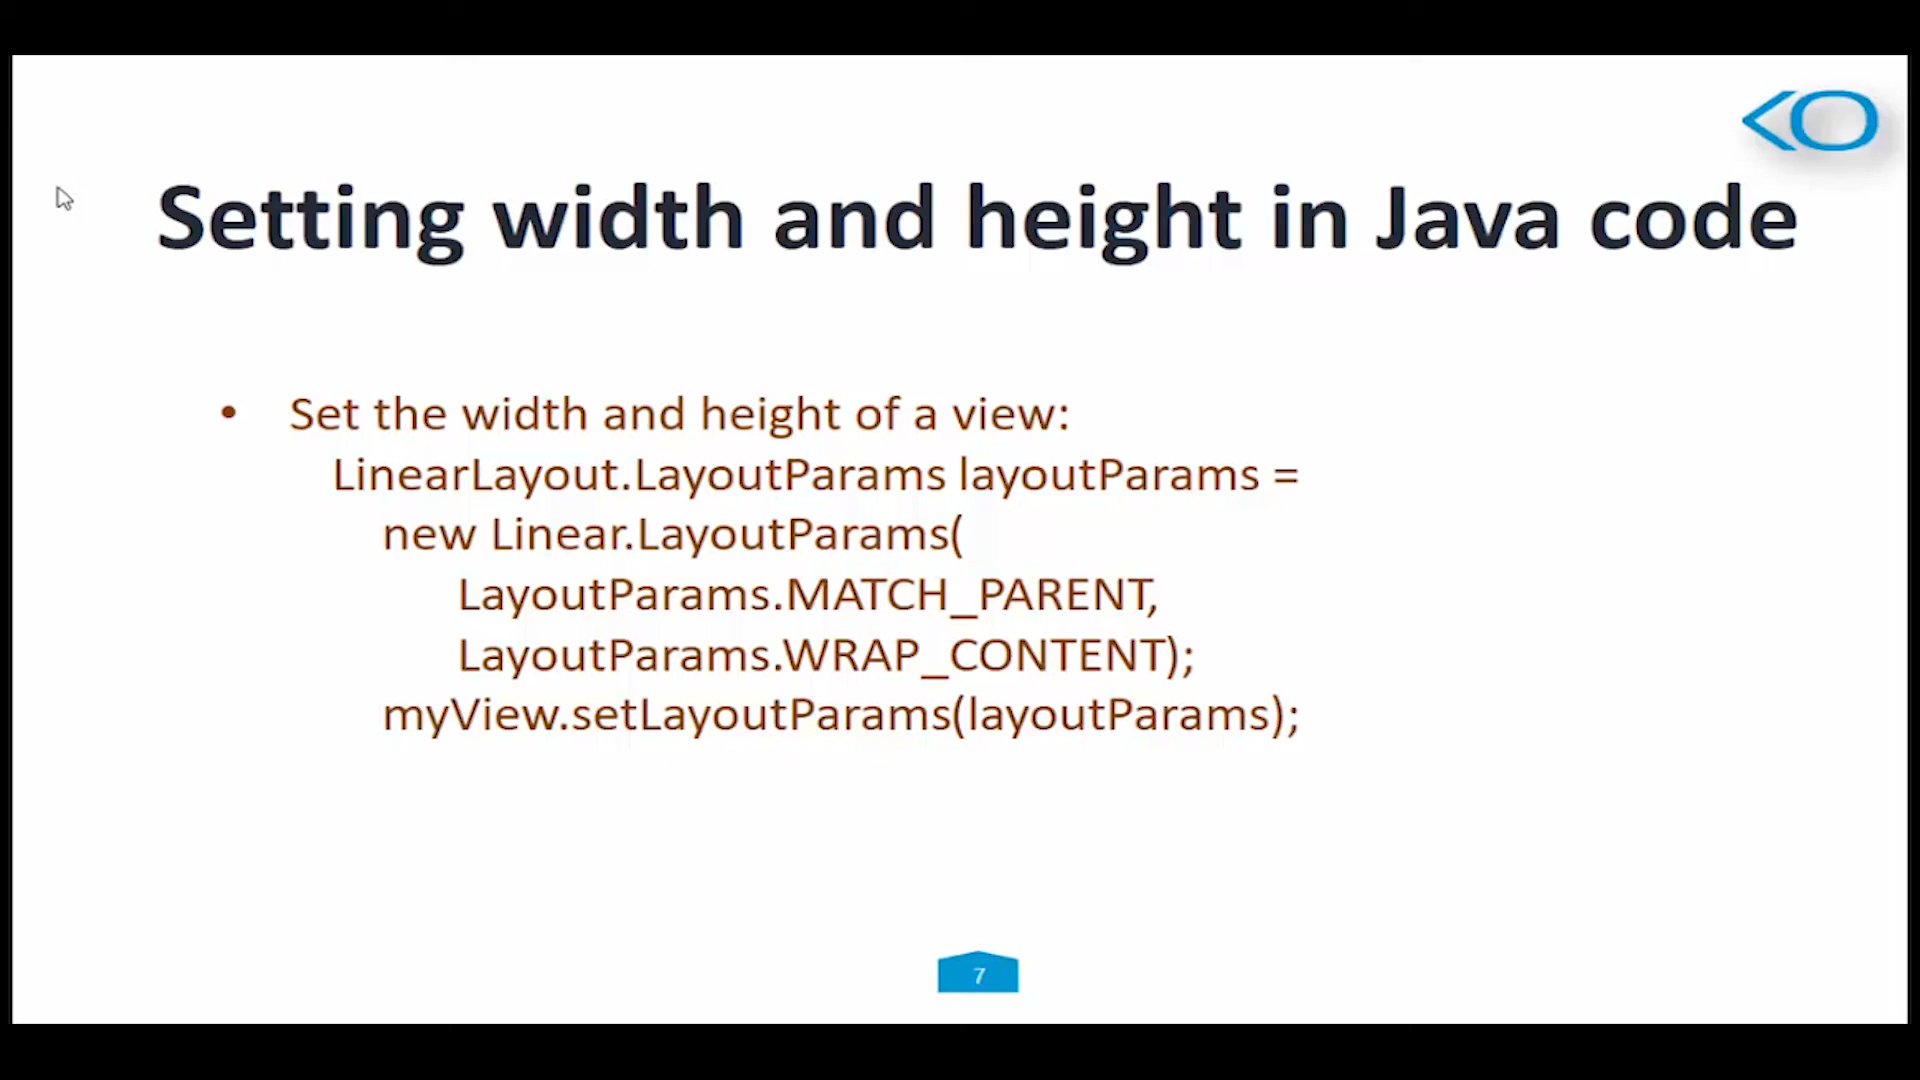 Setting width and height in Java code
• Set the width and height of a view:
LinearLayout.LayoutParams layoutParams =
new Linear.LayoutParams(
LayoutParams.MATCH_PARENT,
LayoutParams.WRAP_CONTENT);
myView.setLayoutParams(layoutParams);
7